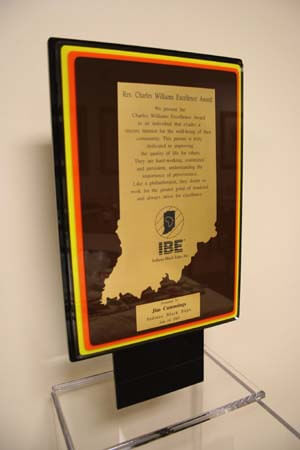 Rev. Charles Williams Excellence Award
We present the
Charles Williams Excellence Award
to an individual that exudes a
sincere interest for the well-being of their
community. This person is truly
dedicated to improving
the quality of life for others.
They are hard-working, committed
and persistent, understanding the
importance of perseverance.
Like a philanthropist, they desire to
work for the greater good of mankind
and always strive for excellence.
IBE
Indiana Black Expo, Inc.
Presented to
Jim Cummings
Indiana Black Expo
July 14, 2007